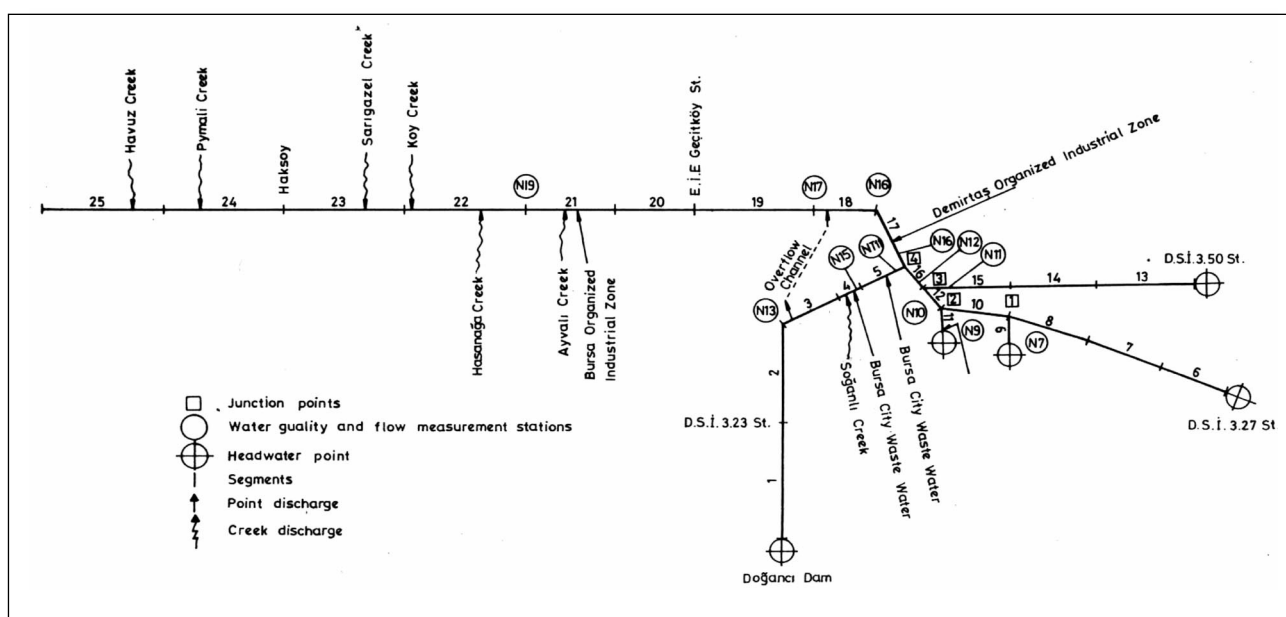 Havuz Creek
Pymali Creek
Haksoy
Sarıgazel Creek
Koy Creek
E.İ.E Geçitköy St.
Demirtaş Organized Industrial Zone
N19
N17
N16
25
24
23
22
21
20
19
18
17
Hasanağa Creek
Ayvalı Creek
Bursa Organized
Industrial Zone
Overflow
Channel
N15
NT11
4
N16
N12
N11
3
16
15
14
13
D.S.İ.3.50 St.
N13
3
4
5
N10
12
2
10
1
11
N9
9
N7
8
7
6
D.S.İ. 3.27 St
2
D.S.İ. 3.23 St.
1
Soğanlı Creek
Bursa City Waste Water
Bursa City Waste Water
Doğancı Dam
Junction points
Water guality and flow measurement stations
Headwater point
Segments
Point discharge
Creek discharge